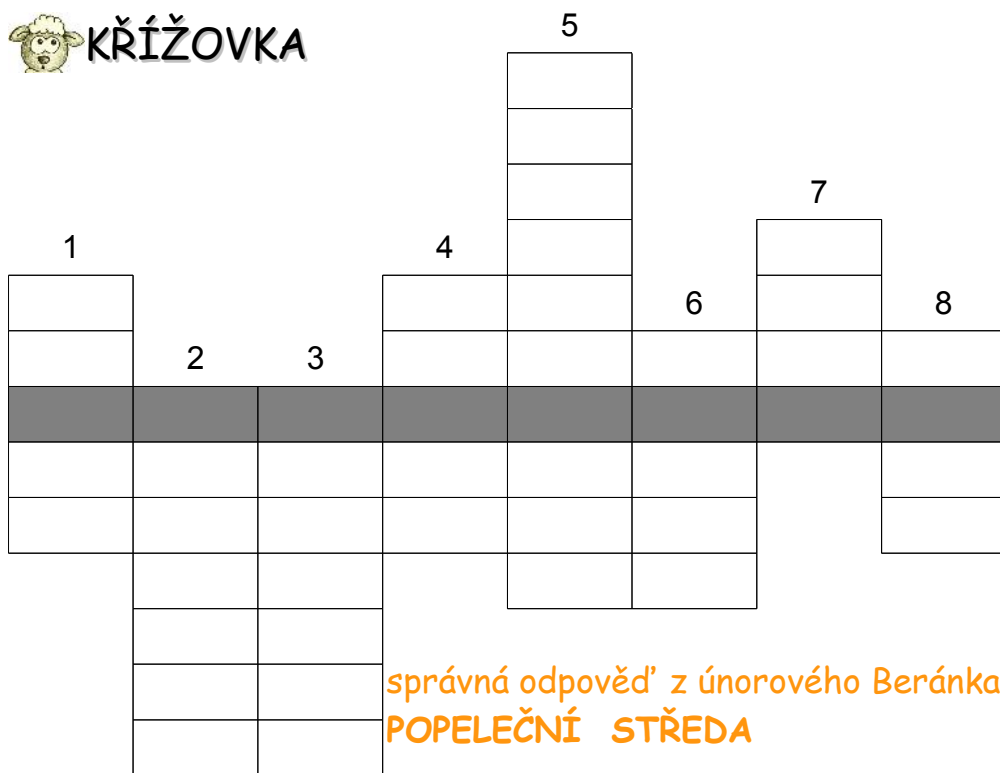 KŘÍŽOVKA
5
7
1
4
6
8
2
3
správná odpověď z únorového Beránka
POPELEČNÍ STŘEDA